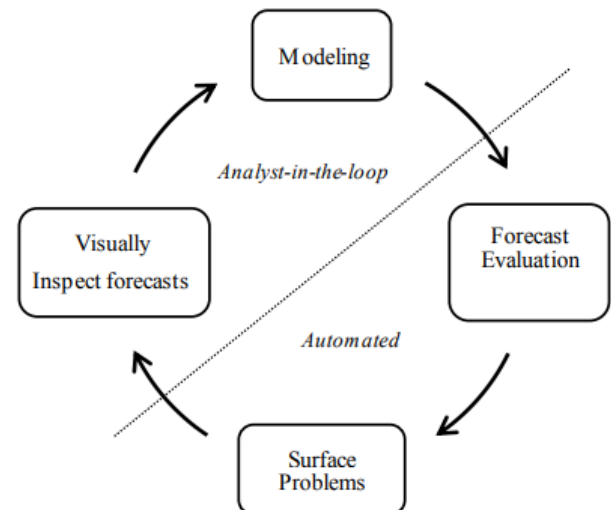 Modeling
Analyst-in-the-loop
Visually
Inspect forecasts
Forecast
Evaluation
Automated
Surface
Problems